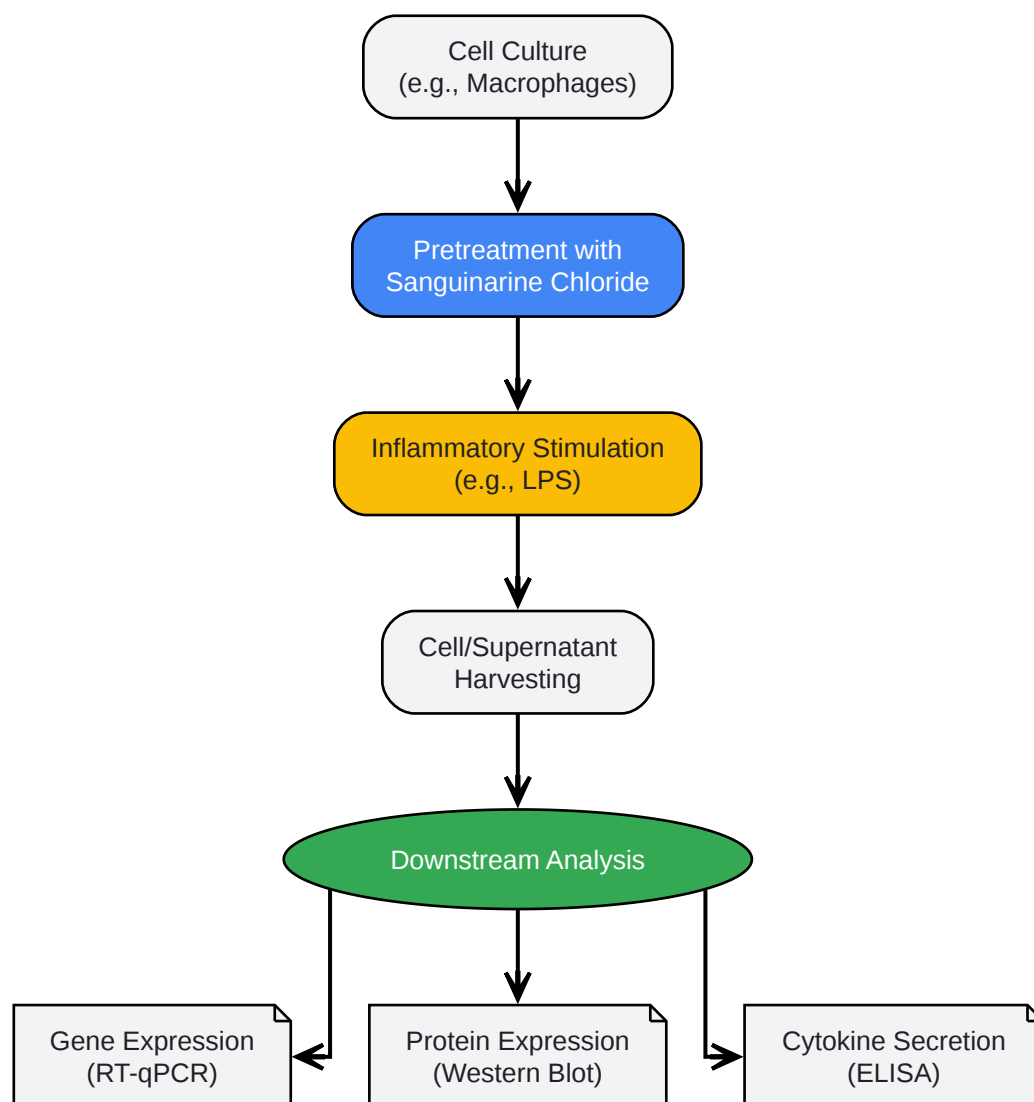 Cell Culture
(e.g., Macrophages)
Pretreatment with
Sanguinarine Chloride
Inflammatory Stimulation
(e.g., LPS)
Cell/Supernatant
Harvesting
Downstream Analysis
Gene Expression
(RT-qPCR)
Protein Expression
(Western Blot)
Cytokine Secretion
(ELISA)